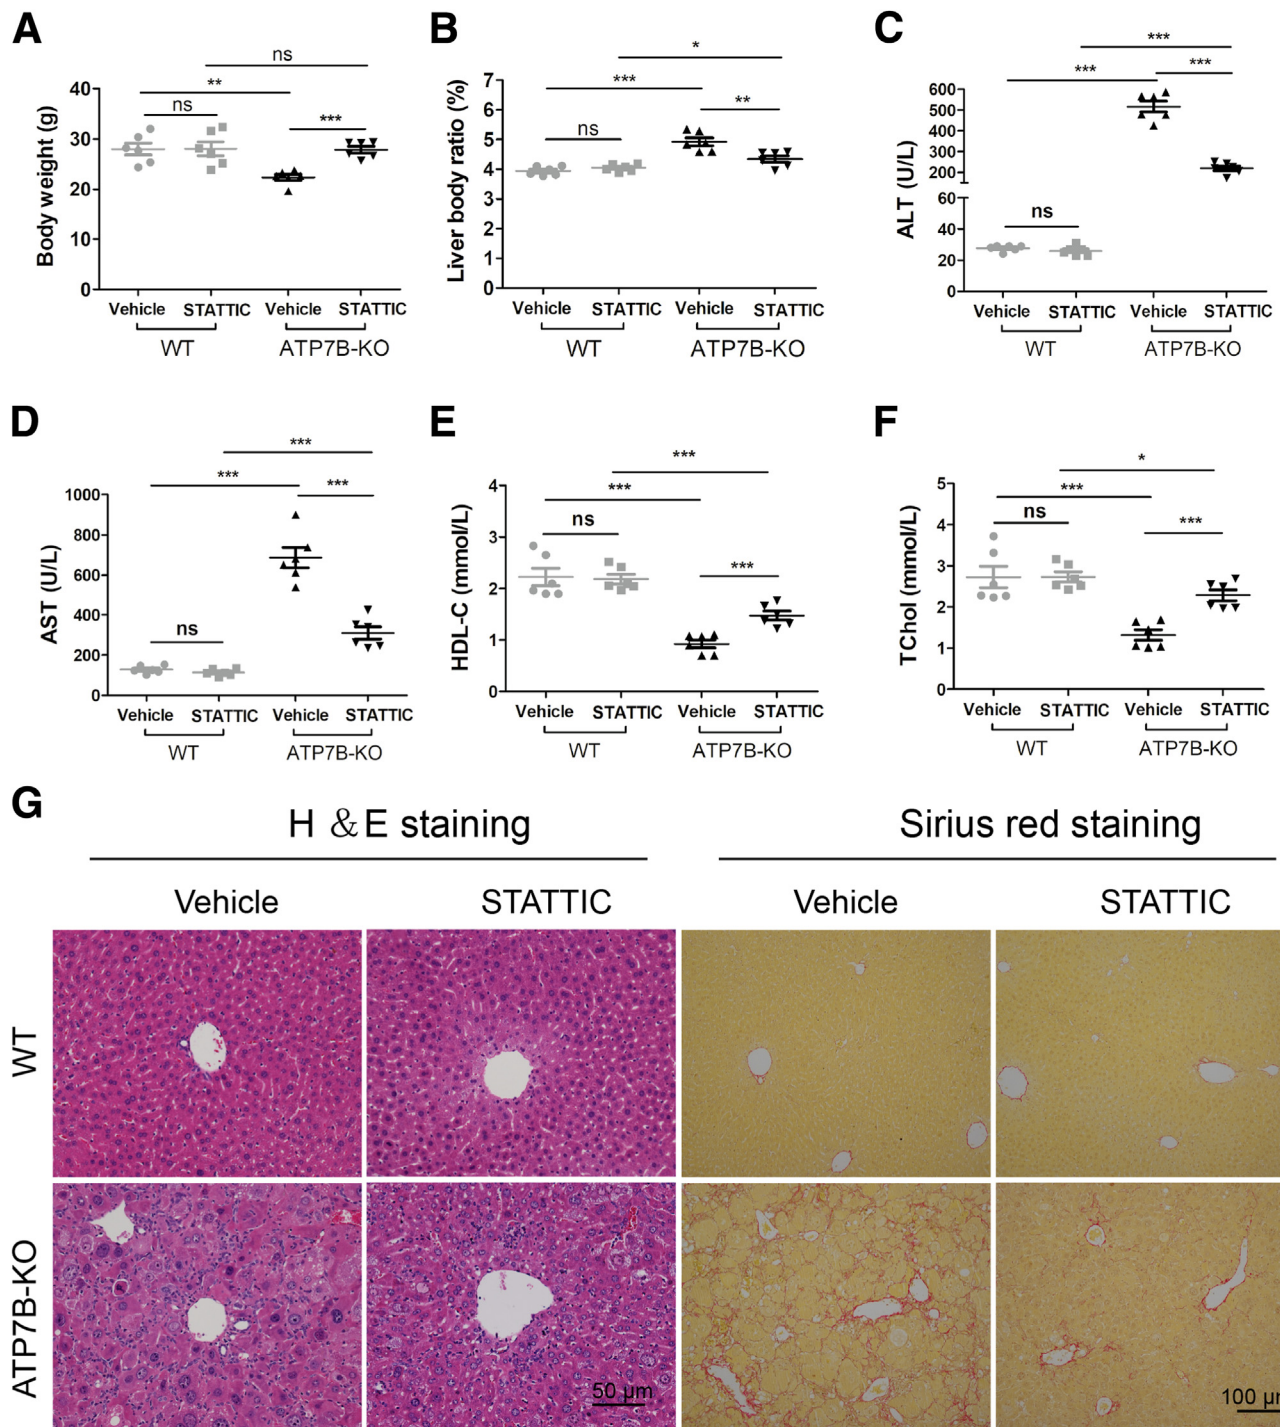 A
Body weight (g)
40
30
20
10
0
ns
**
ns
***
Vehicle STATTIC Vehicle STATTIC
WT ATP7B-KO
B
Liver body ratio (%)
7
6
5
4
3
2
1
0
*
***
ns
**
Vehicle STATTIC Vehicle STATTIC
WT ATP7B-KO
C
ALT (U/L)
600
500
400
300
200
60
40
20
0
***
*** ***
ns
Vehicle STATTIC Vehicle STATTIC
WT ATP7B-KO
D
AST (U/L)
1000
800
600
400
200
0
***
*** ***
ns
Vehicle STATTIC Vehicle STATTIC
WT ATP7B-KO
E
HDL-C (mmol/L)
4
3
2
1
0
***
***
ns
***
Vehicle STATTIC Vehicle STATTIC
WT ATP7B-KO
F
TChol (mmol/L)
5
4
3
2
1
0
*
***
ns ***
Vehicle STATTIC Vehicle STATTIC
WT ATP7B-KO
G
H & E staining Sirius red staining
Vehicle STATTIC Vehicle STATTIC
WT
ATP7B-KO
50 µm
100 µm